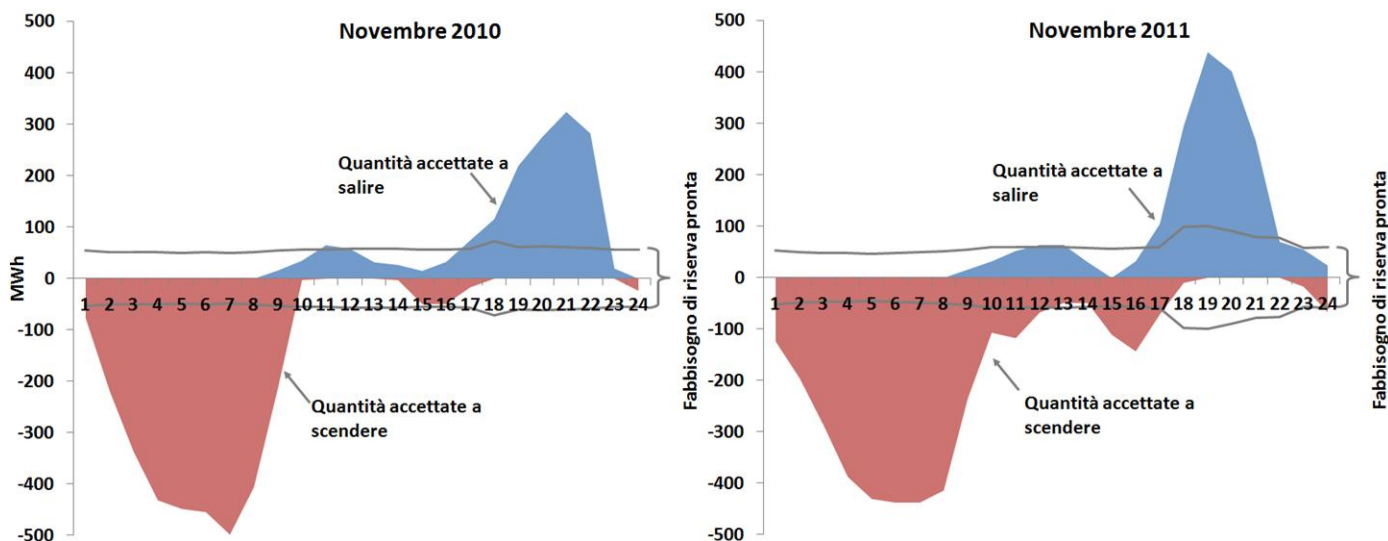 Novembre 2010
500
400
300
200
100
0
-100
-200
-300
-400
-500
MWh
Quantità accettate a
salire
1 2 3 4 5 6 7 8 9 10 11 12 13 14 15 16 17 18 19 20 21 22 23 24
Quantità accettate a
scendere
Fabbisogno di riserva pronta
Novembre 2011
500
400
300
200
100
0
-100
-200
-300
-400
-500
Quantità accettate a
salire
1 2 3 4 5 6 7 8 9 10 11 12 13 14 15 16 17 18 19 20 21 22 23 24
Quantità accettate a
scendere
Fabbisogno di riserva pronta